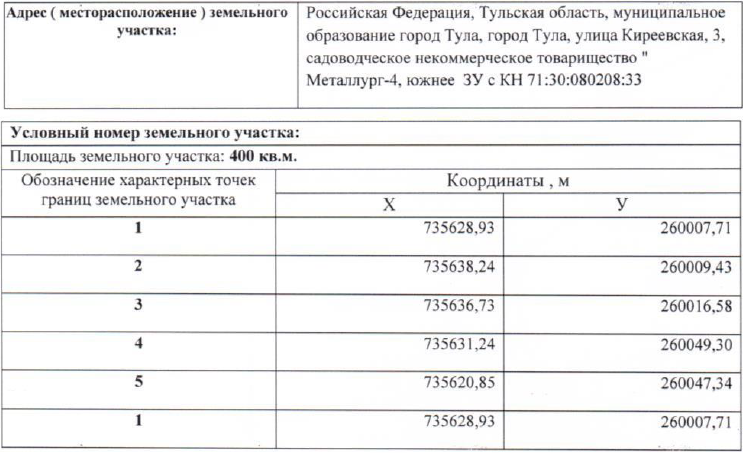 Адрес ( месторасположение ) земельного
участка:
Российская Федерация, Тульская область, муниципальное
образование город Тула, город Тула, улица Киреевская, 3,
садоводческое некоммерческое товарищество "
Металлург-4, южнее ЗУ с КН 71:30:080208:33
Условный номер земельного участка:
Площадь земельного участка: 400 кв.м.
Обозначение характерных точек
границ земельного участка
Координаты , м
X У
1 735628,93 260007,71
2 735638,24 260009,43
3 735636,73 260016,58
4 735631,24 260049,30
5 735620,85 260047,34
1 735628,93 260007,71